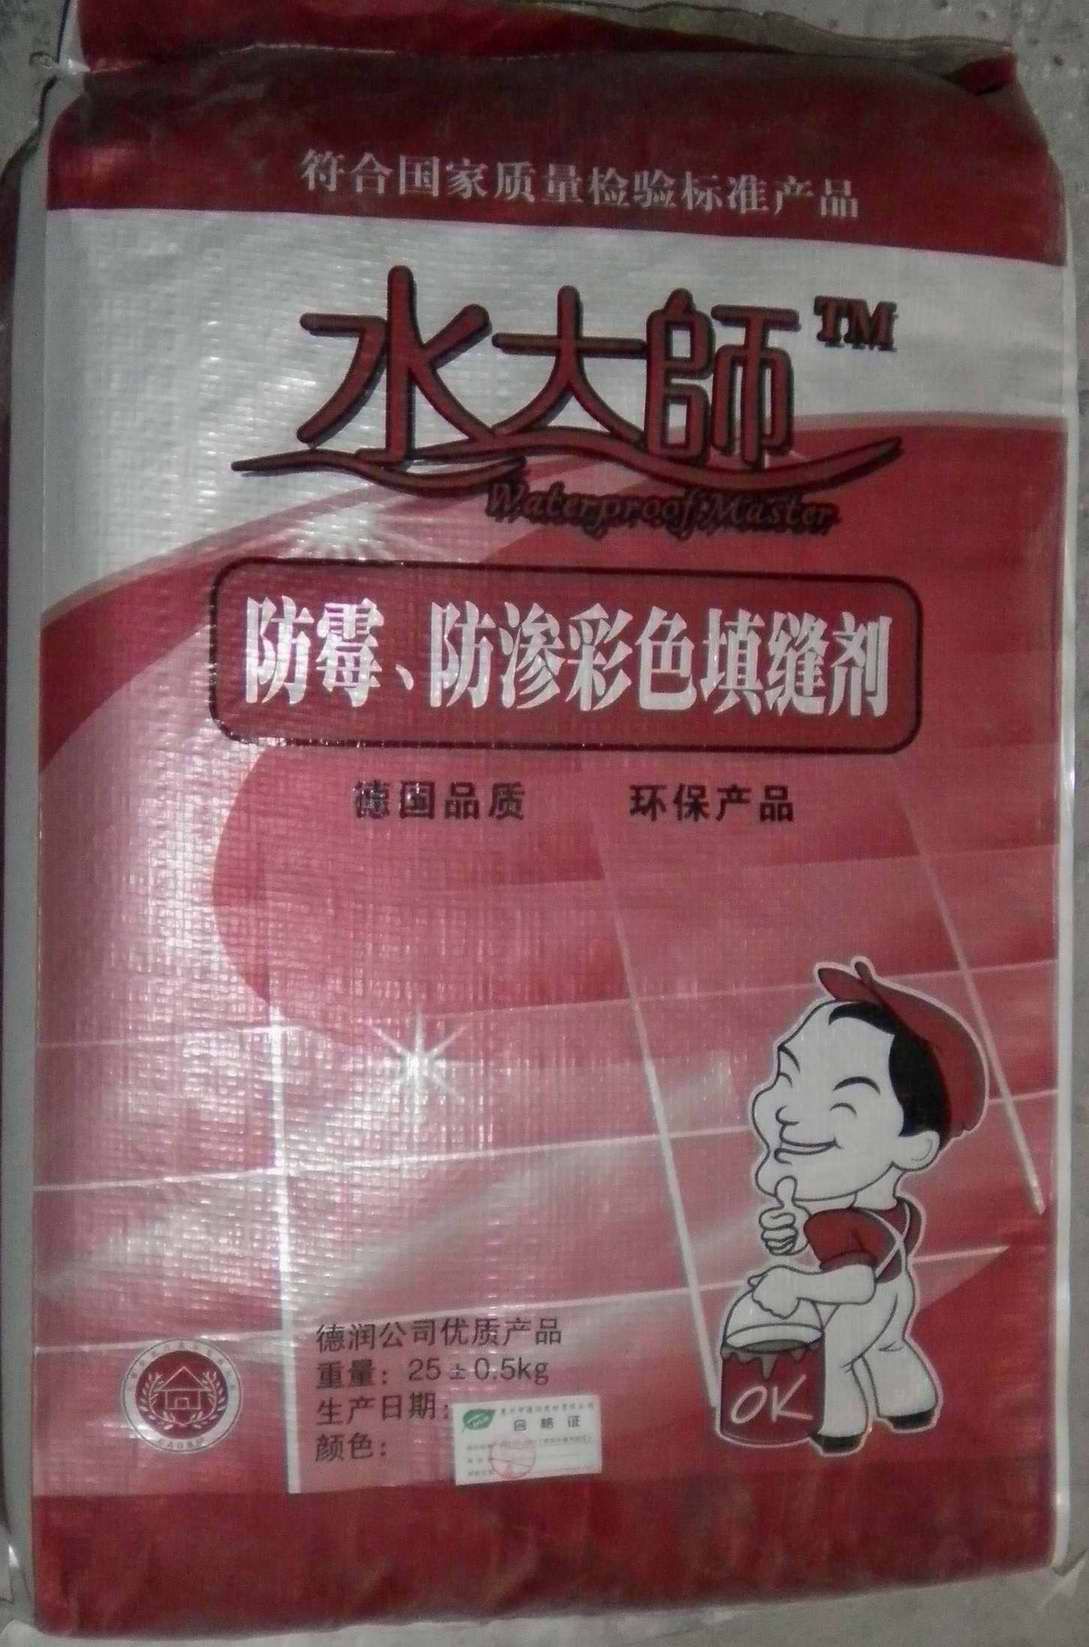 符合国家质量检验标准产品
水大師™
Waterproof Master
防霉、防渗彩色填缝剂
德国品质 环保产品
德润公司优质产品
重量：25±0.5kg
生产日期：
颜色：
合格证
OK